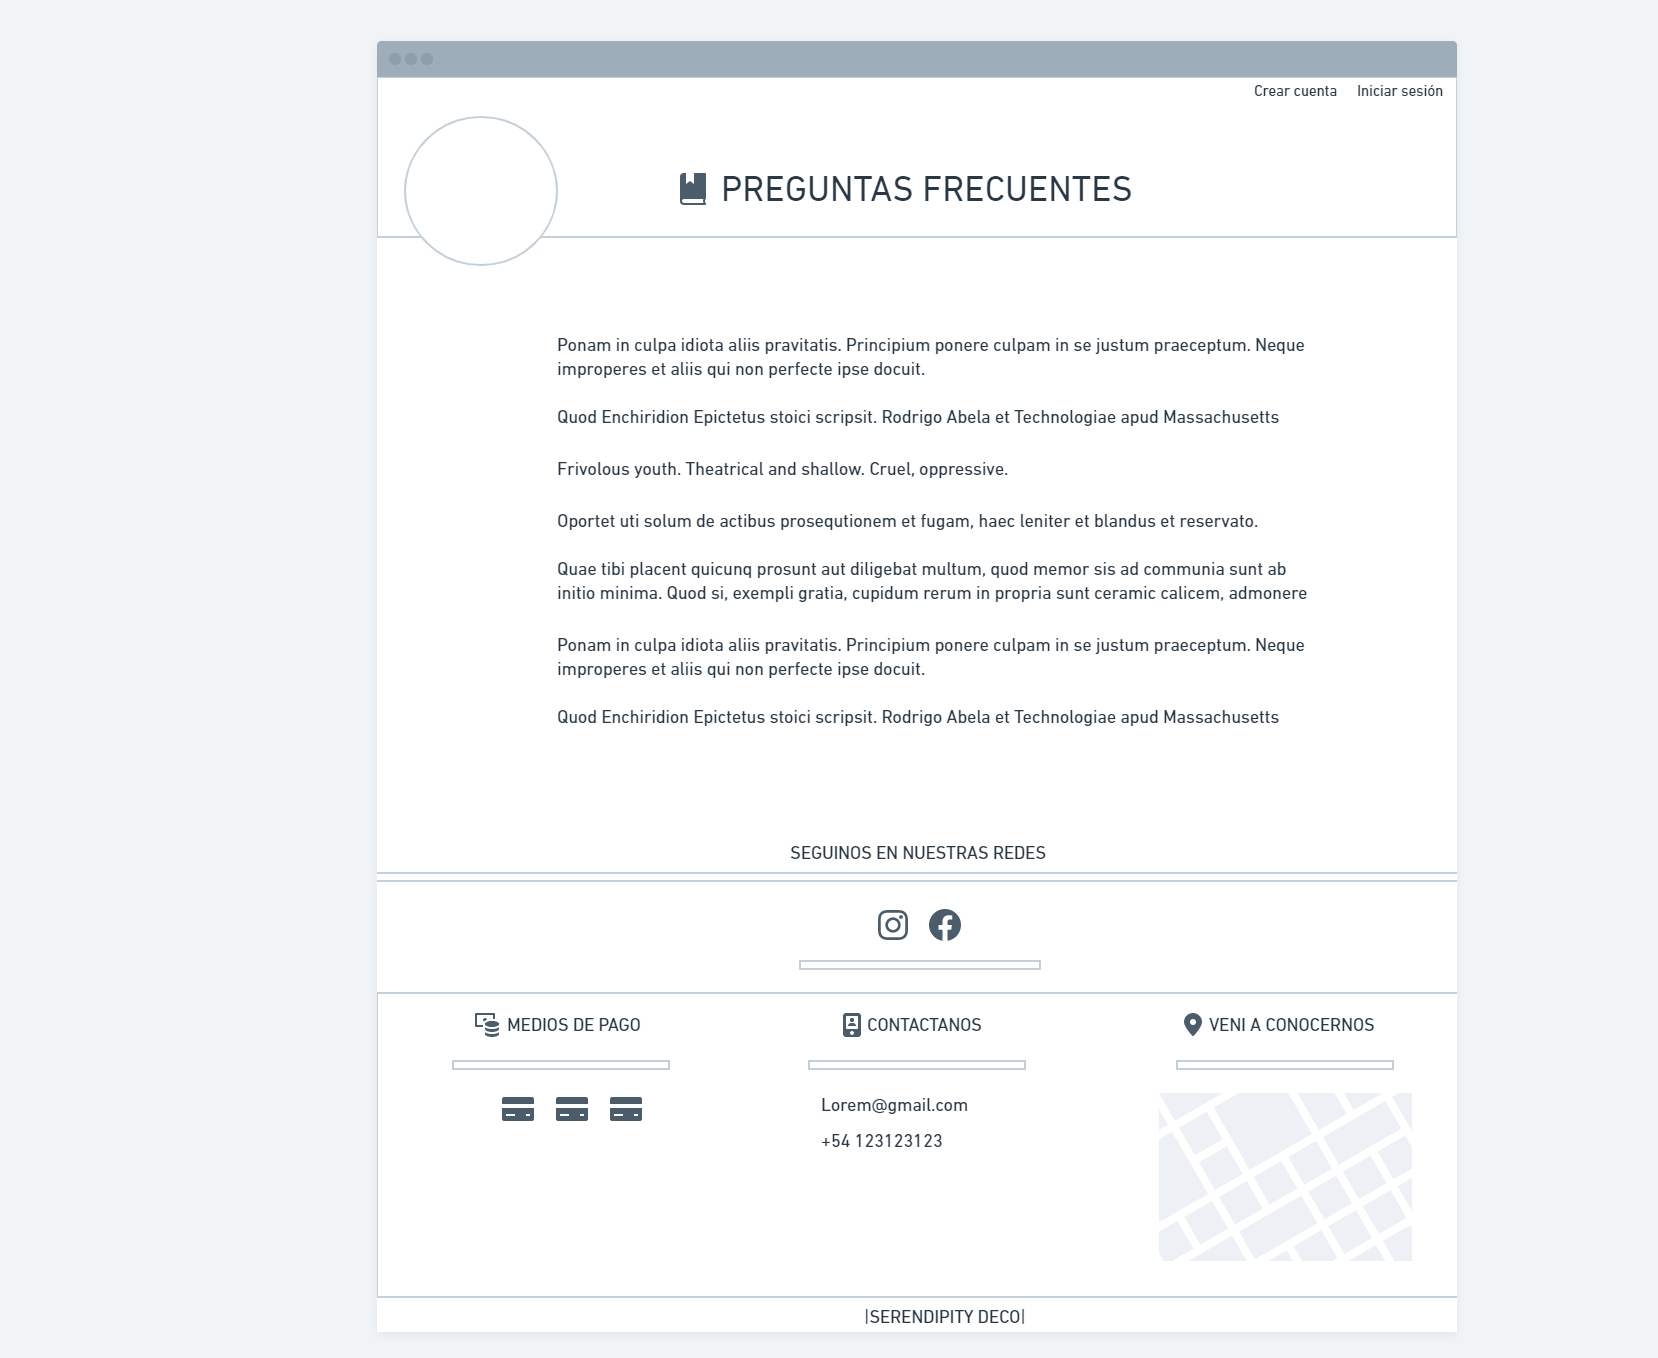 Crear cuenta Iniciar sesión
PREGUNTAS FRECUENTES
Ponam in culpa idiota aliis pravitatis. Principium ponere culpam in se justum praeceptum. Neque
improperes et aliis qui non perfecte ipse docuit.
Quod Enchiridion Epictetus stoici scripsit. Rodrigo Abela et Technologiae apud Massachusetts
Frivolous youth. Theatrical and shallow. Cruel, oppressive.
Oportet uti solum de actibus prosequtionem et fugam, haec leniter et blandus et reservato.
Quae tibi placent quicunq prosunt aut diligebat multum, quod memor sis ad communia sunt ab
initio minima. Quod si, exempli gratia, cupidum rerum in propria sunt ceramic calicem, admonere
Ponam in culpa idiota aliis pravitatis. Principium ponere culpam in se justum praeceptum. Neque
improperes et aliis qui non perfecte ipse docuit.
Quod Enchiridion Epictetus stoici scripsit. Rodrigo Abela et Technologiae apud Massachusetts
SEGUINOS EN NUESTRAS REDES
MEDIOS DE PAGO
CONTACTANOS
Lorem@gmail.com
+54 123123123
VENI A CONOCERNOS
|SERENDIPITY DECO|